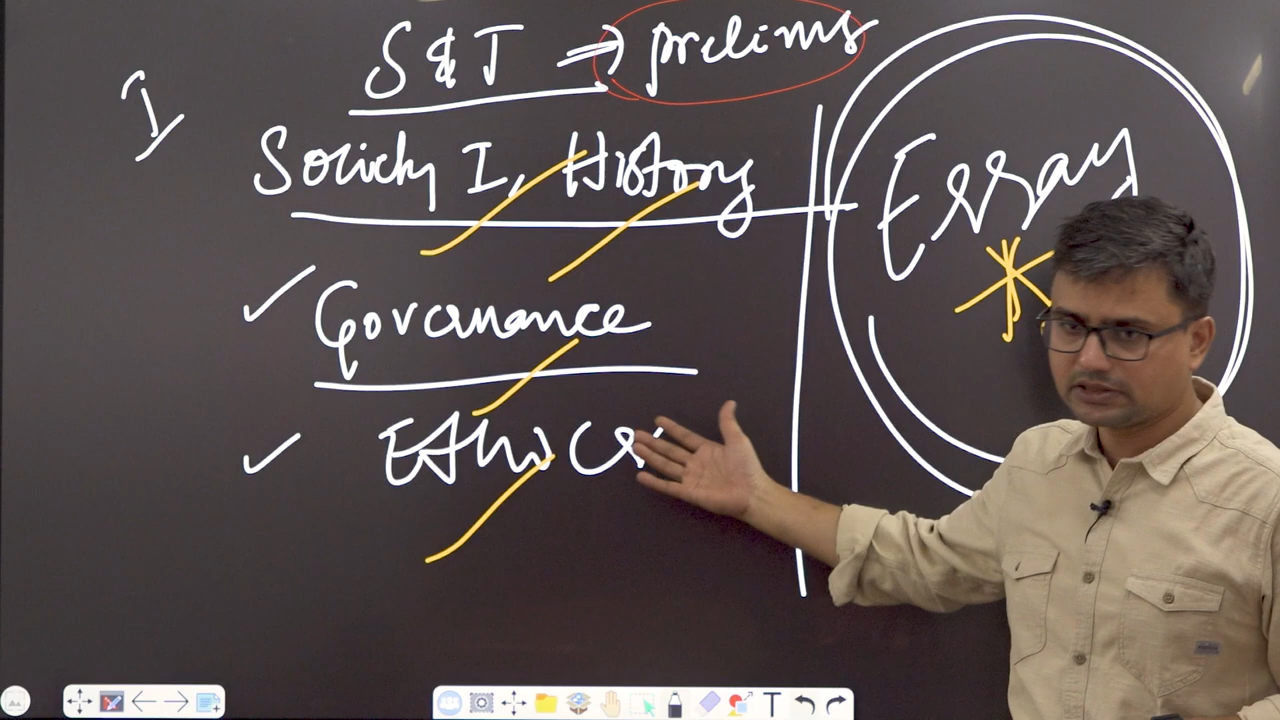 S & T ⇒ prelims
I
Society I, History
Essay
✓ Governance
✓ Ethics
T